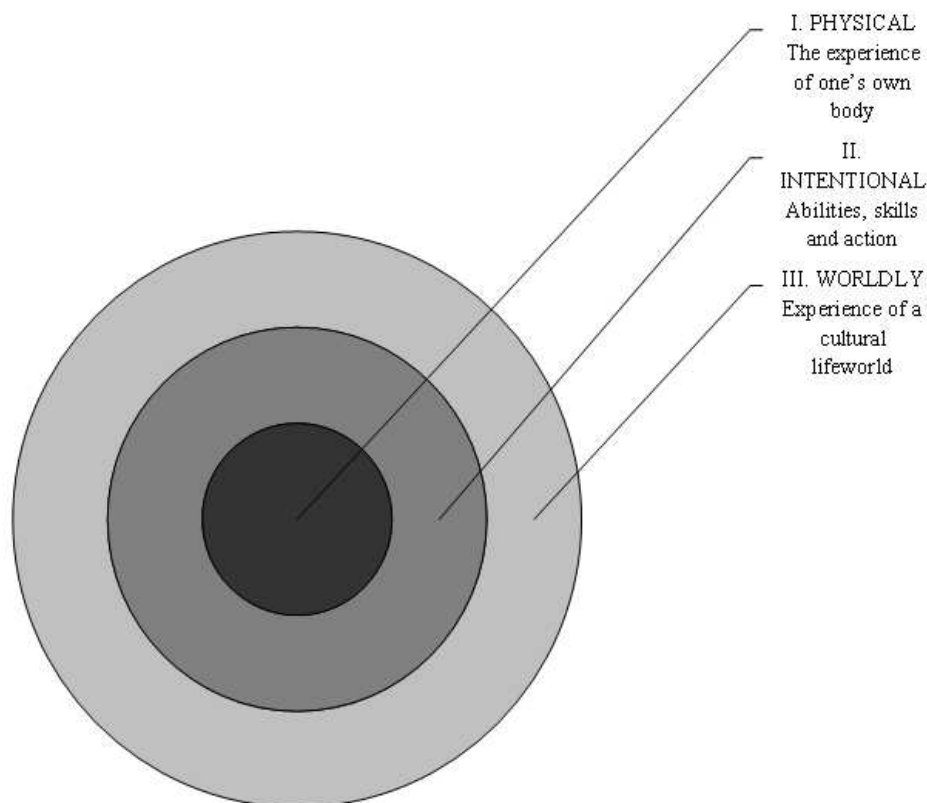 I. PHYSICAL
The experience
of one’s own
body
II.
INTENTIONAL
Abilities, skills
and action
III. WORLDLY
Experience of a
cultural
lifeworld